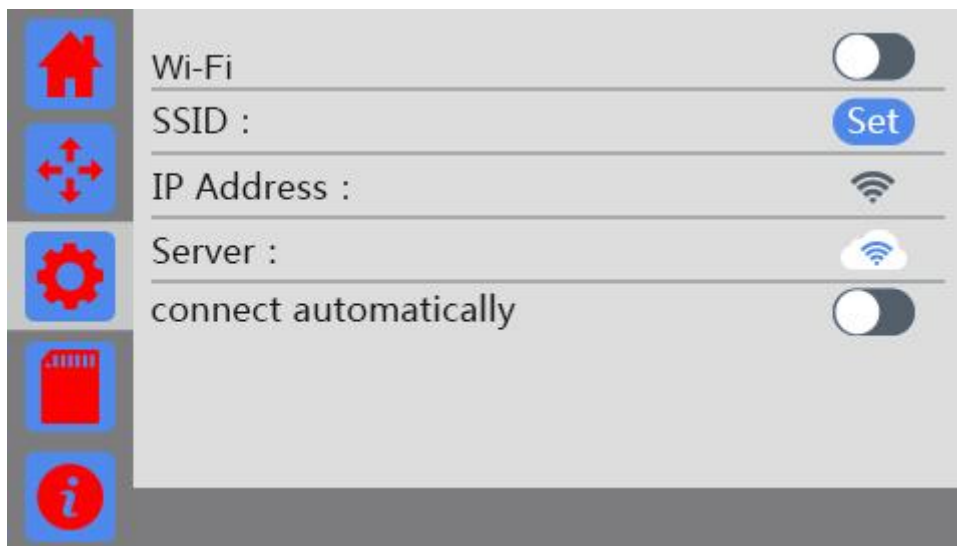 Wi-Fi
SSID :
Set
IP Address :
Server :
connect automatically
i